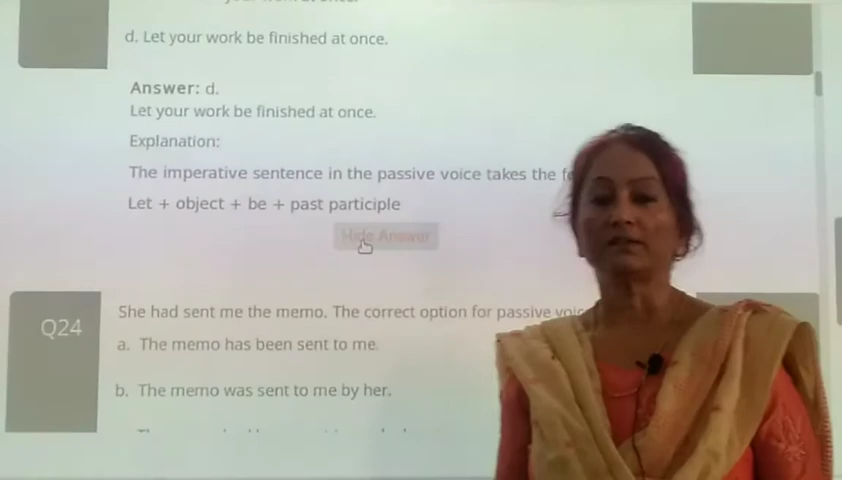 d. Let your work be finished at once.
Answer: d.
Let your work be finished at once.
Explanation:
The imperative sentence in the passive voice takes the
Let + object + be + past participle
Hide Answer
Q24
She had sent me the memo. The correct option for passive voic
a. The memo has been sent to me.
b. The memo was sent to me by her.